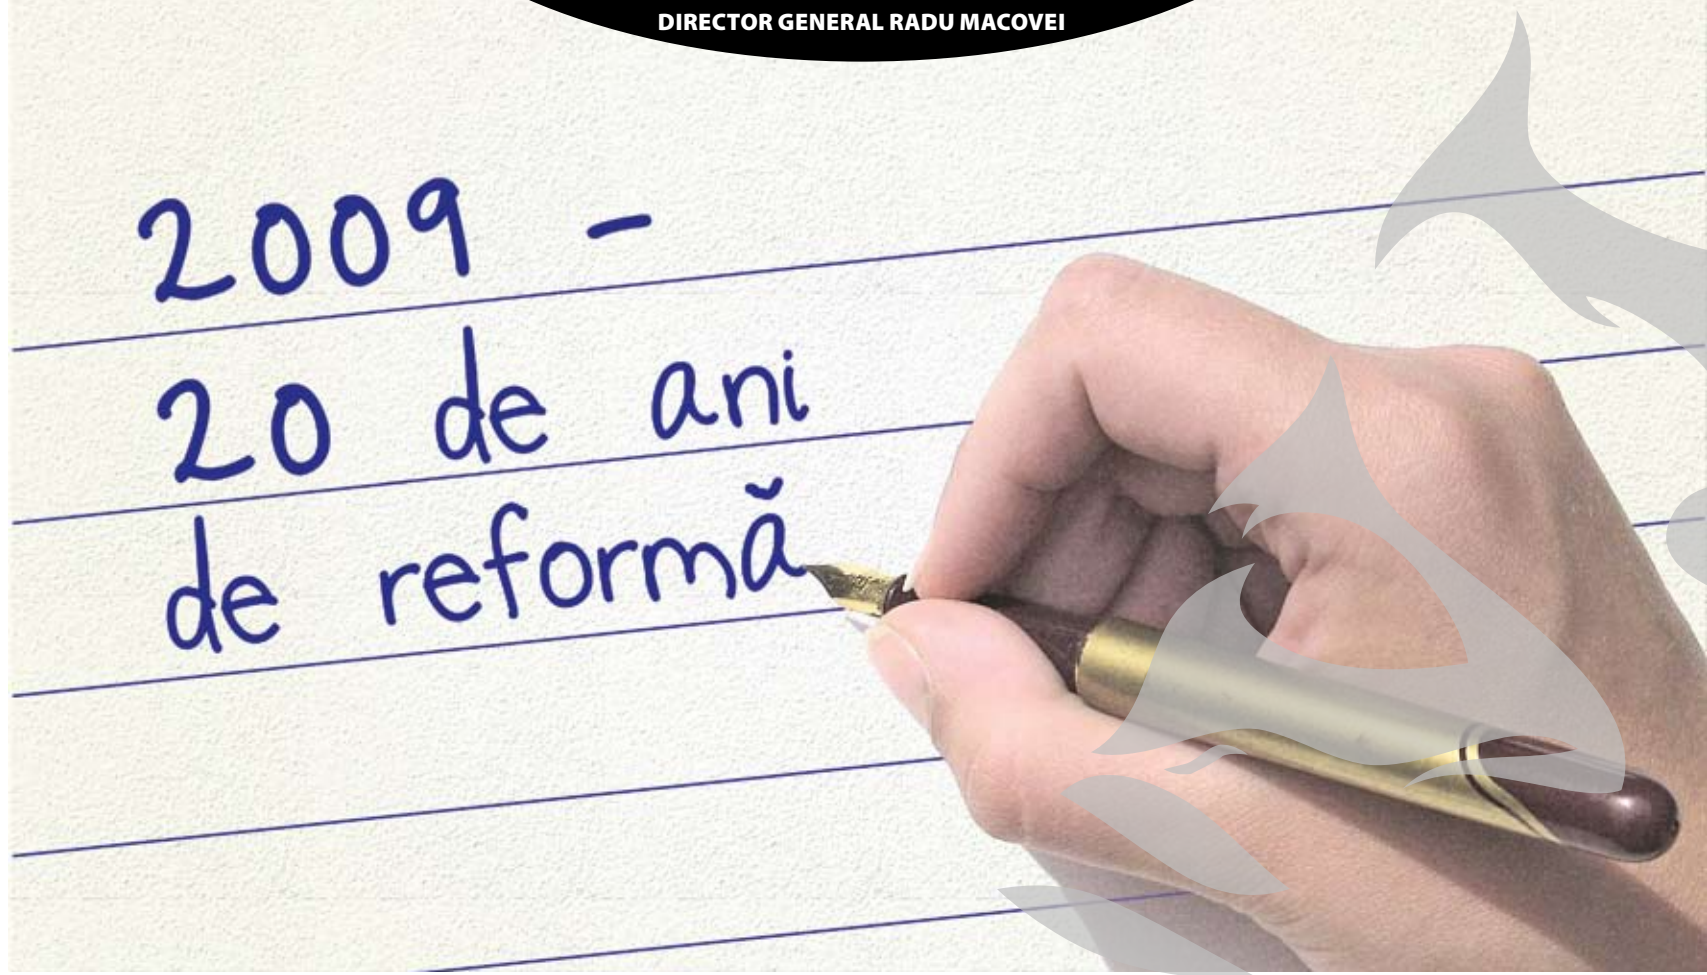 DIRECTOR GENERAL RADU MACOVEI
2009 -
20 de ani
de reformă